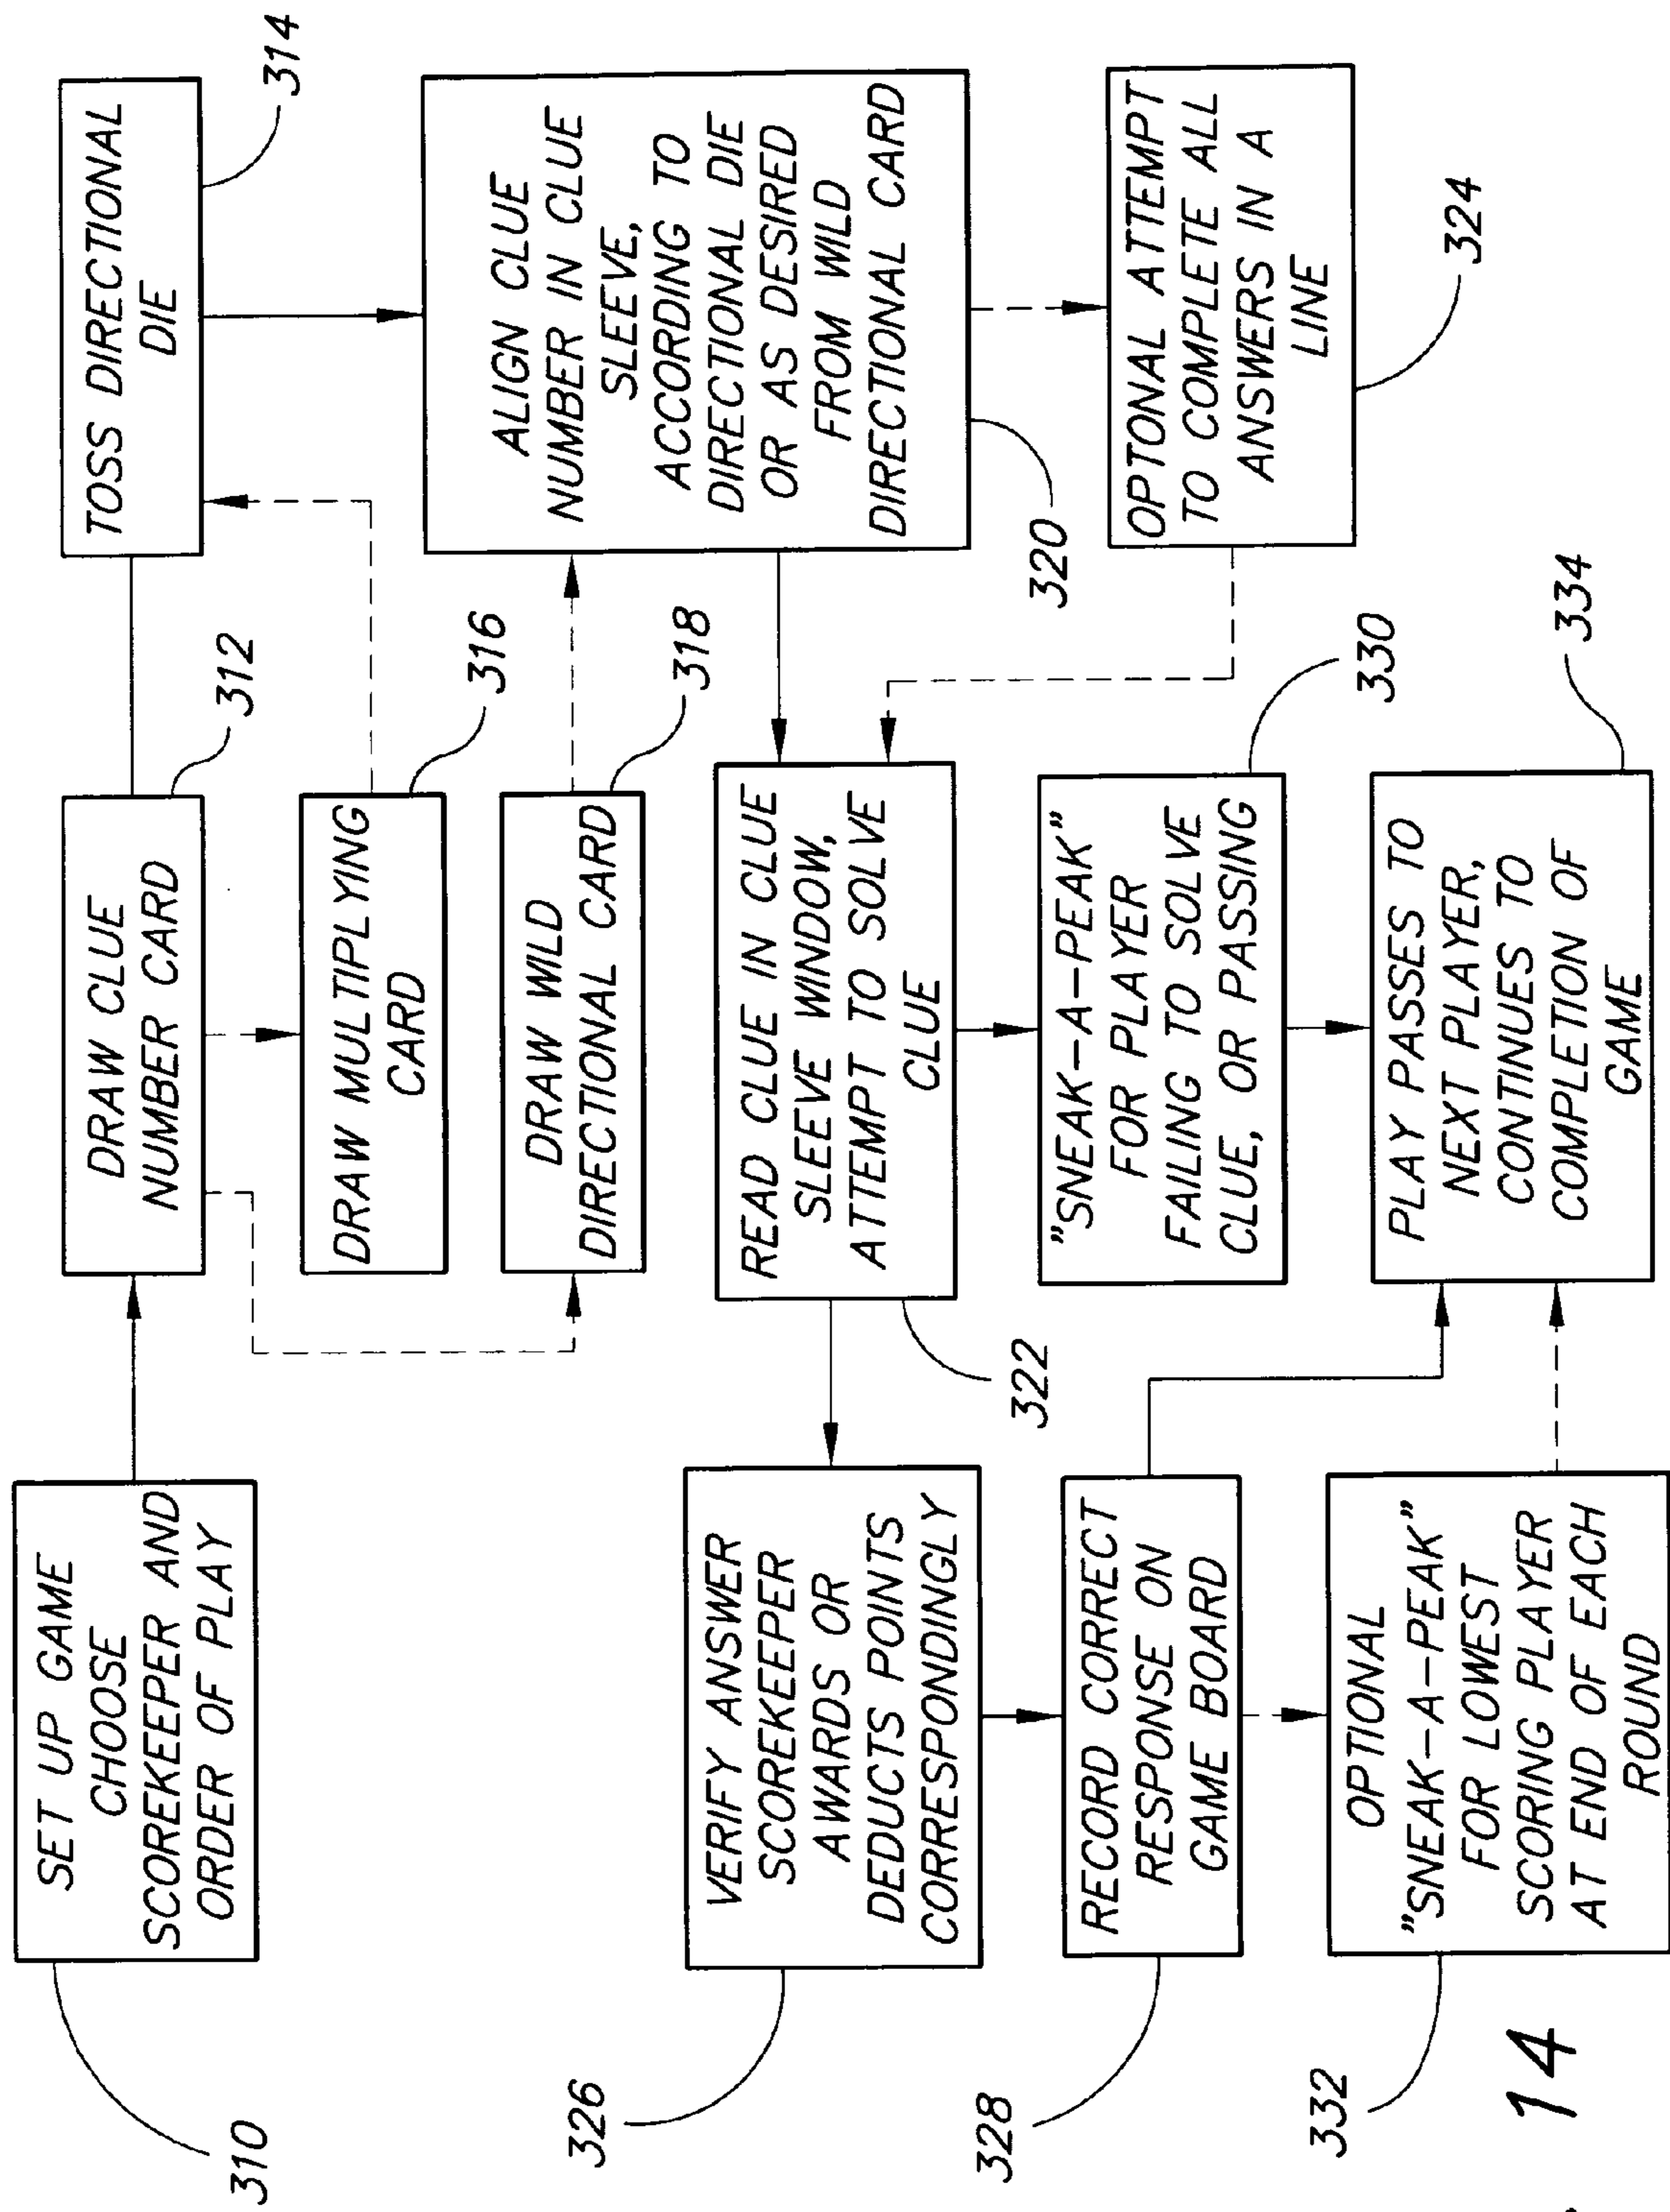 SET UP GAME
CHOOSE
SCOREKEEPER AND
ORDER OF PLAY
310
DRAW CLUE
NUMBER CARD
312
TOSS DIRECTIONAL
DIE
314
DRAW MULTIPLYING
CARD
316
DRAW WILD
DIRECTIONAL CARD
318
ALIGN CLUE
NUMBER IN CLUE
SLEEVE,
ACCORDING TO
DIRECTIONAL DIE
OR AS DESIRED
FROM WILD
DIRECTIONAL CARD
320
VERIFY ANSWER
SCOREKEEPER
AWARDS OR
DEDUCTS POINTS
CORRESPONDINGLY
326
READ CLUE IN CLUE
SLEEVE WINDOW,
ATTEMPT TO SOLVE
CLUE
322
OPTONAL ATTEMPT
TO COMPLETE ALL
ANSWERS IN A
LINE
324
RECORD CORRECT
RESPONSE ON
GAME BOARD
328
"SNEAK-A-PEAK"
FOR PLAYER
FAILING TO SOLVE
CLUE, OR PASSING
330
OPTIONAL
"SNEAK-A-PEAK"
FOR LOWEST
SCORING PLAYER
AT END OF EACH
ROUND
332
PLAY PASSES TO
NEXT PLAYER,
CONTINUES TO
COMPLETION OF
GAME
334
14